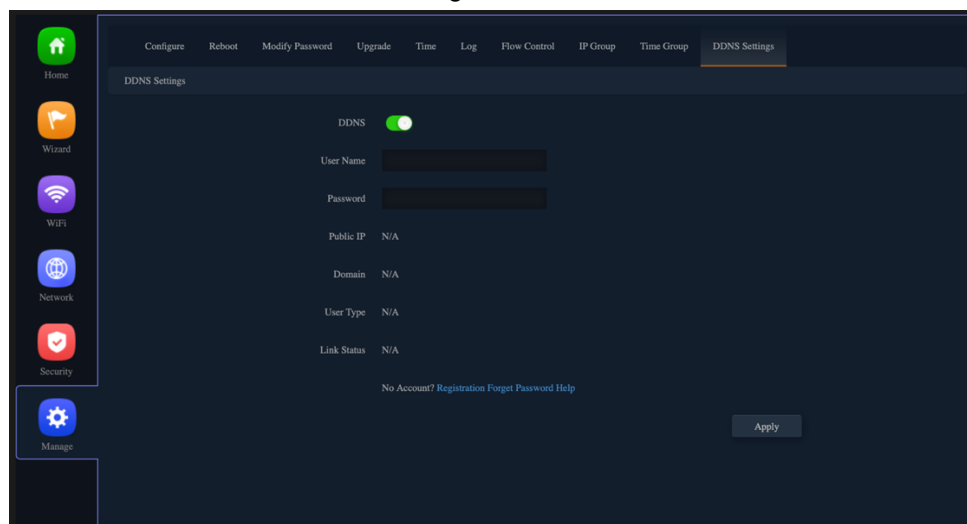 Home
Wizard
WiFi
Network
Security
Manage
Configure Reboot Modify Password Upgrade Time Log Flow Control IP Group Time Group DDNS Settings
DDNS Settings
DDNS
User Name
Password
Public IP N/A
Domain N/A
User Type N/A
Link Status N/A
No Account? Registration Forget Password Help
Apply